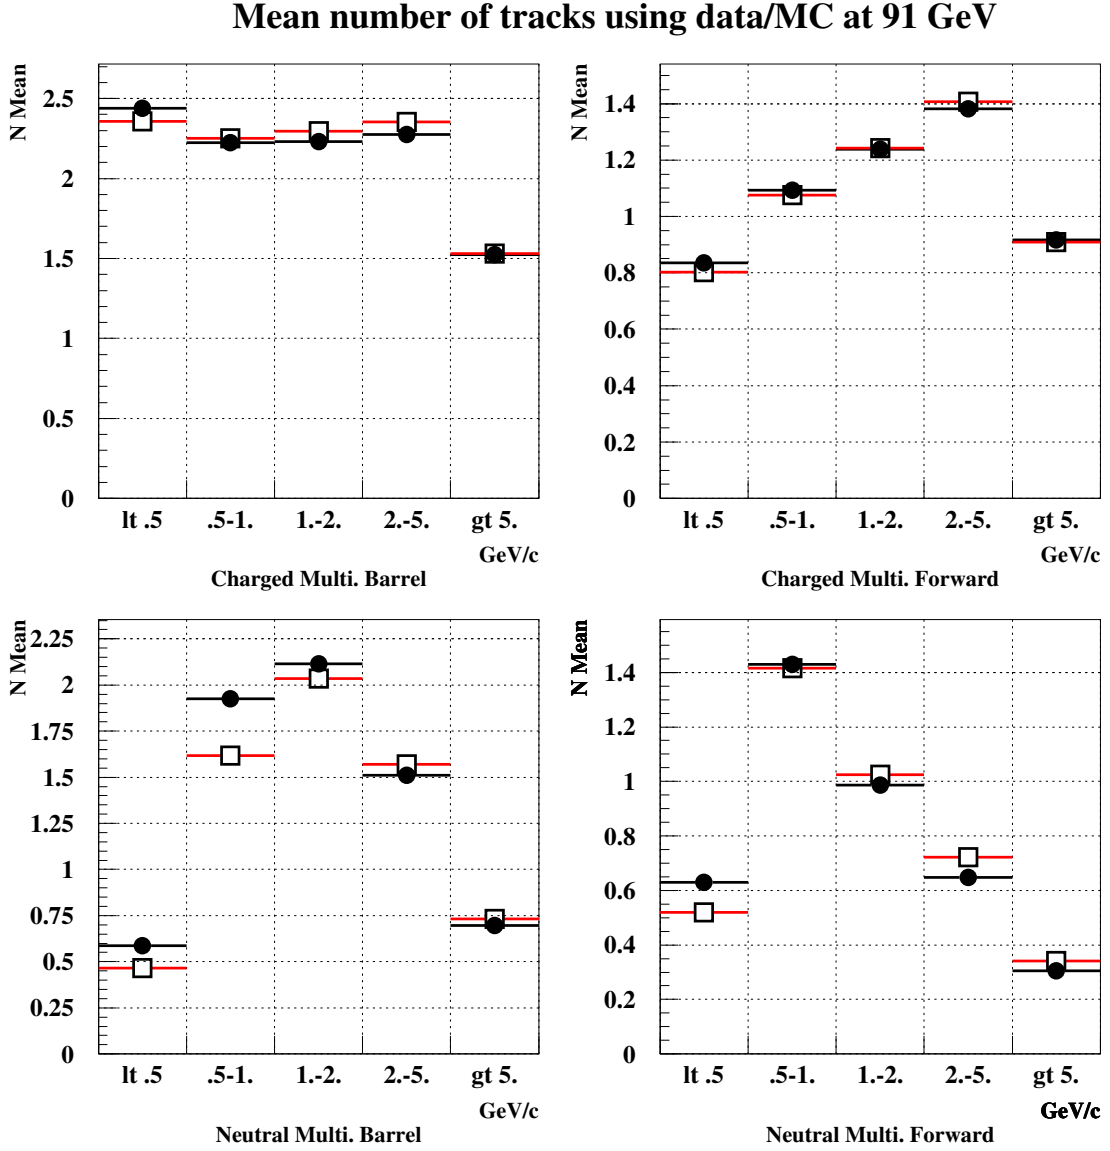 Mean number of tracks using data/MC at 91 GeV
N Mean
2.5
2
1.5
1
0.5
0
lt .5 .5-1. 1.-2. 2.-5. gt 5.
GeV/c
Charged Multi. Barrel
N Mean
1.4
1.2
1
0.8
0.6
0.4
0.2
0
lt .5 .5-1. 1.-2. 2.-5. gt 5.
GeV/c
Charged Multi. Forward
N Mean
2.25
2
1.75
1.5
1.25
1
0.75
0.5
0.25
0
lt .5 .5-1. 1.-2. 2.-5. gt 5.
GeV/c
Neutral Multi. Barrel
N Mean
1.4
1.2
1
0.8
0.6
0.4
0.2
0
lt .5 .5-1. 1.-2. 2.-5. gt 5.
GeV/c
Neutral Multi. Forward